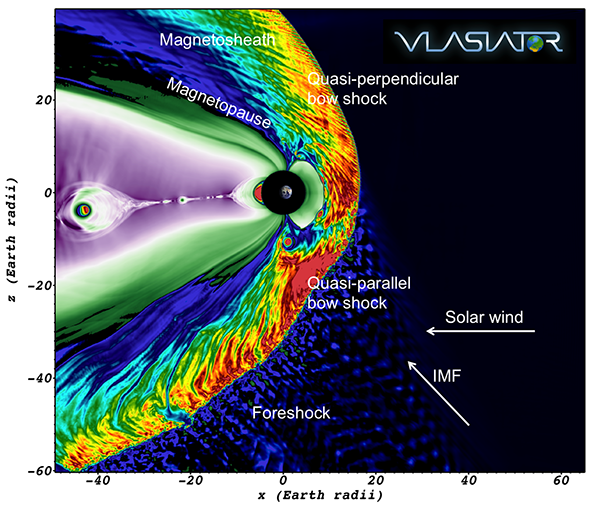 VLASIATOR
Magnetosheath
Quasi-perpendicular
bow shock
Magnetopause
Quasi-parallel
bow shock
Solar wind
IMF
Foreshock
z (Earth radii)
20
0
-20
-40
-60
-40
-20
0
20
40
60
x (Earth radii)